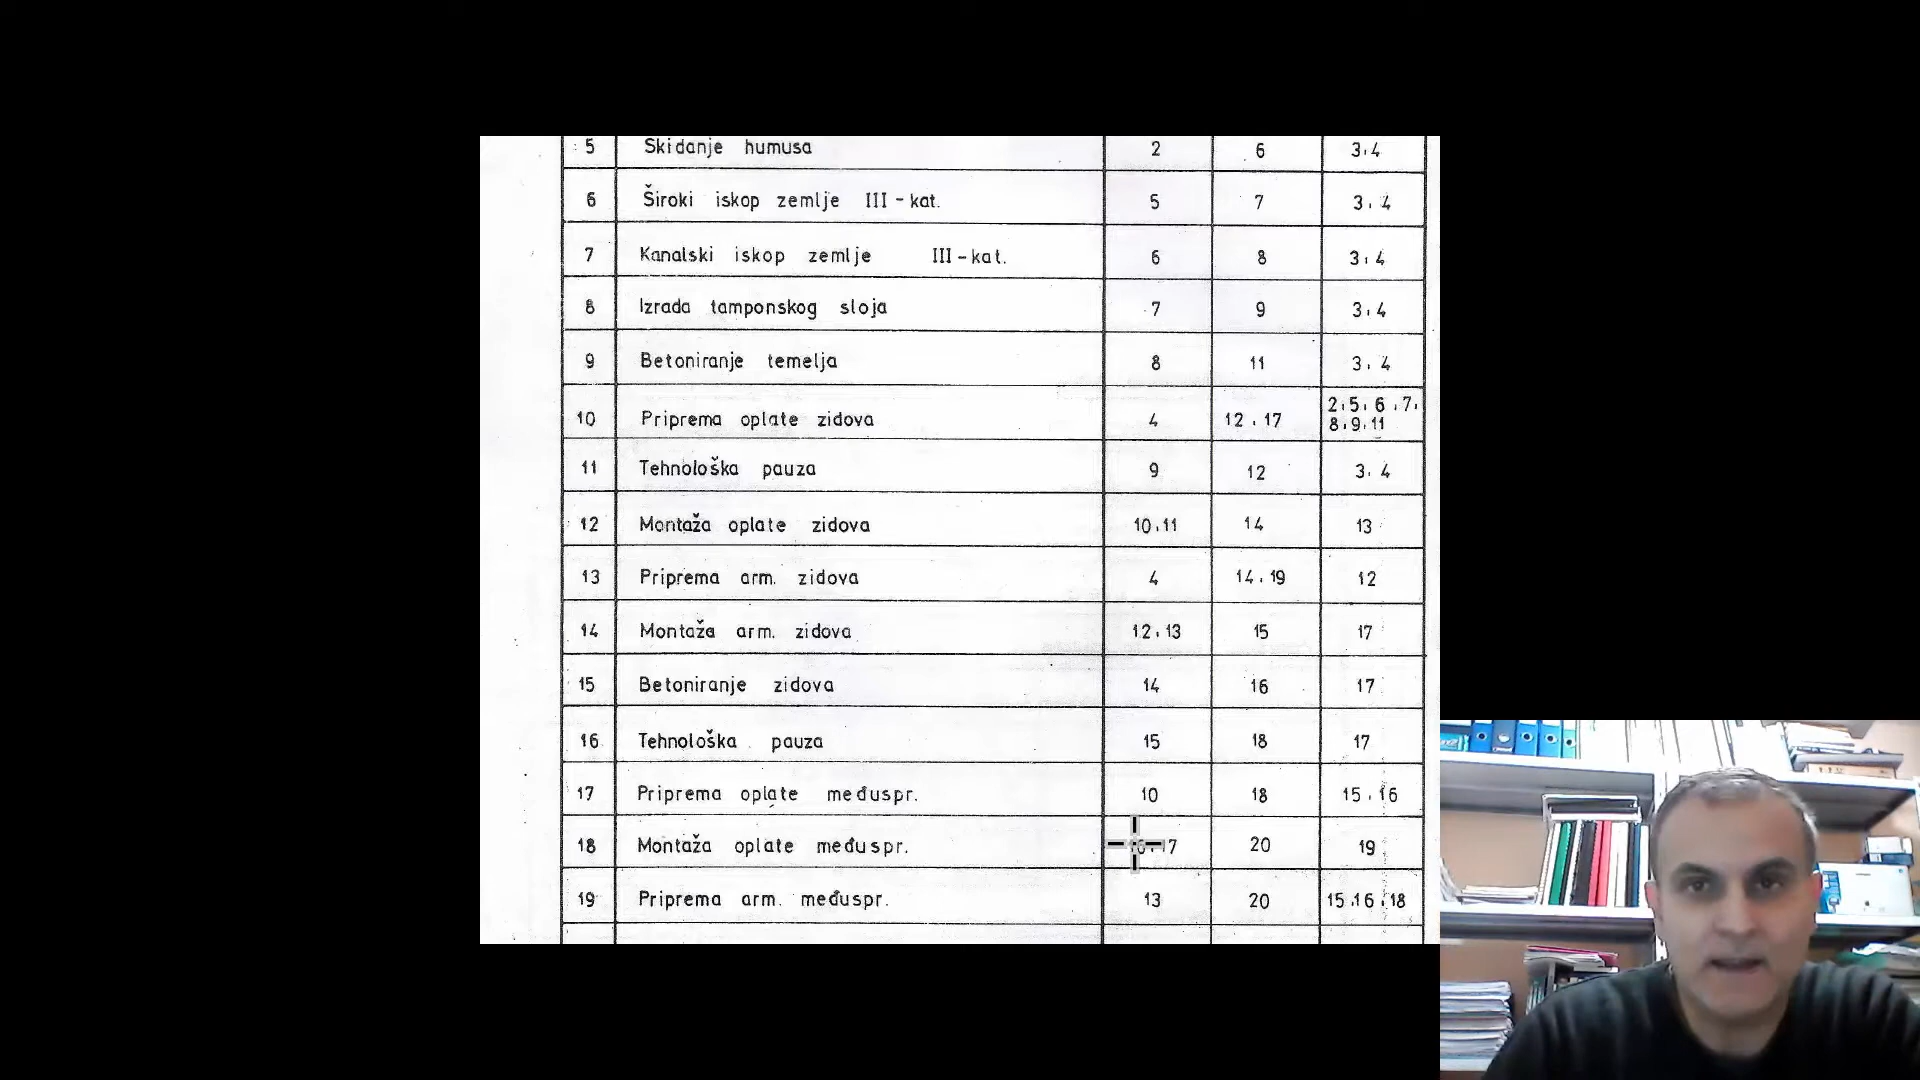 5 Skidanje humusa 2 6 3,4
6 Široki iskop zemlje III - kat. 5 7 3, 4
7 Kanalski iskop zemlje III - kat. 6 8 3, 4
8 Izrada tamponskog sloja 7 9 3, 4
9 Betoniranje temelja 8 11 3, 4
10 Priprema oplate zidova 4 12, 17 2,5,6,7,
8,9,11
11 Tehnološka pauza 9 12 3, 4
12 Montaža oplate zidova 10,11 14 13
13 Priprema arm. zidova 4 14, 19 12
14 Montaža arm. zidova 12,13 15 17
15 Betoniranje zidova 14 16 17
16 Tehnološka pauza 15 18 17
17 Priprema oplate međuspr. 10 18 15, 16
18 Montaža oplate međuspr. 20 19
19 Priprema arm. međuspr. 13 20 15,16,18